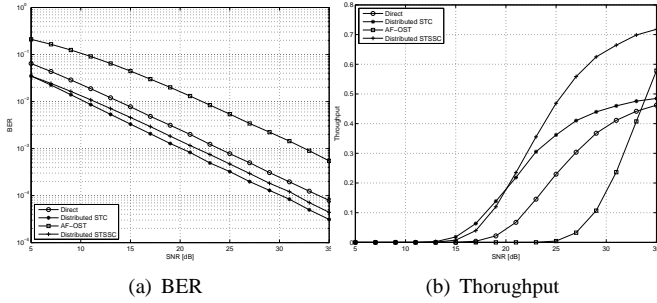 10^0
10^-1
10^-2
10^-3
10^-4
10^-5
BER
5 10 15 20 25 30 35
SNR [dB]
Direct
Distributed STC
AF-OST
Distributed STSSC
(a) BER
0.8
0.7
0.6
0.5
0.4
0.3
0.2
0.1
0
Throughput
5 10 15 20 25 30 35
SNR [dB]
Direct
Distributed STC
AF-OST
Distributed STSSC
(b) Thorughput